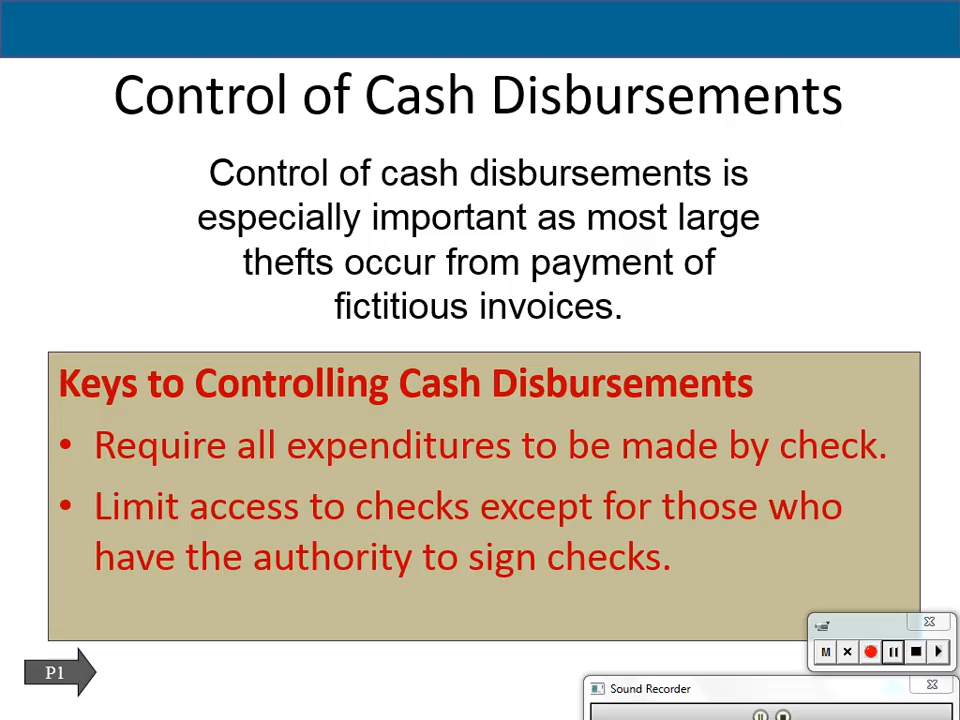 Control of Cash Disbursements
Control of cash disbursements is
especially important as most large
thefts occur from payment of
fictitious invoices.
Keys to Controlling Cash Disbursements
• Require all expenditures to be made by check.
• Limit access to checks except for those who
have the authority to sign checks.
M
P1
Sound Recorder